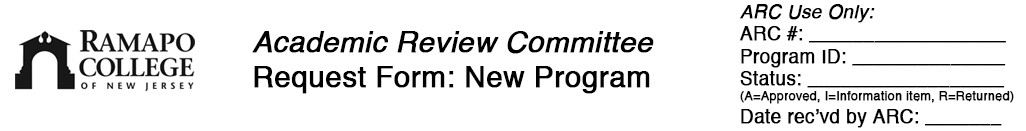 RAMAPO
COLLEGE
OF NEW JERSEY
Academic Review Committee
Request Form: New Program
ARC Use Only:
ARC #: ___________________
Program ID: _______________
Status: ___________________
(A=Approved, I=Information item, R=Returned)
Date rec'vd by ARC: _______